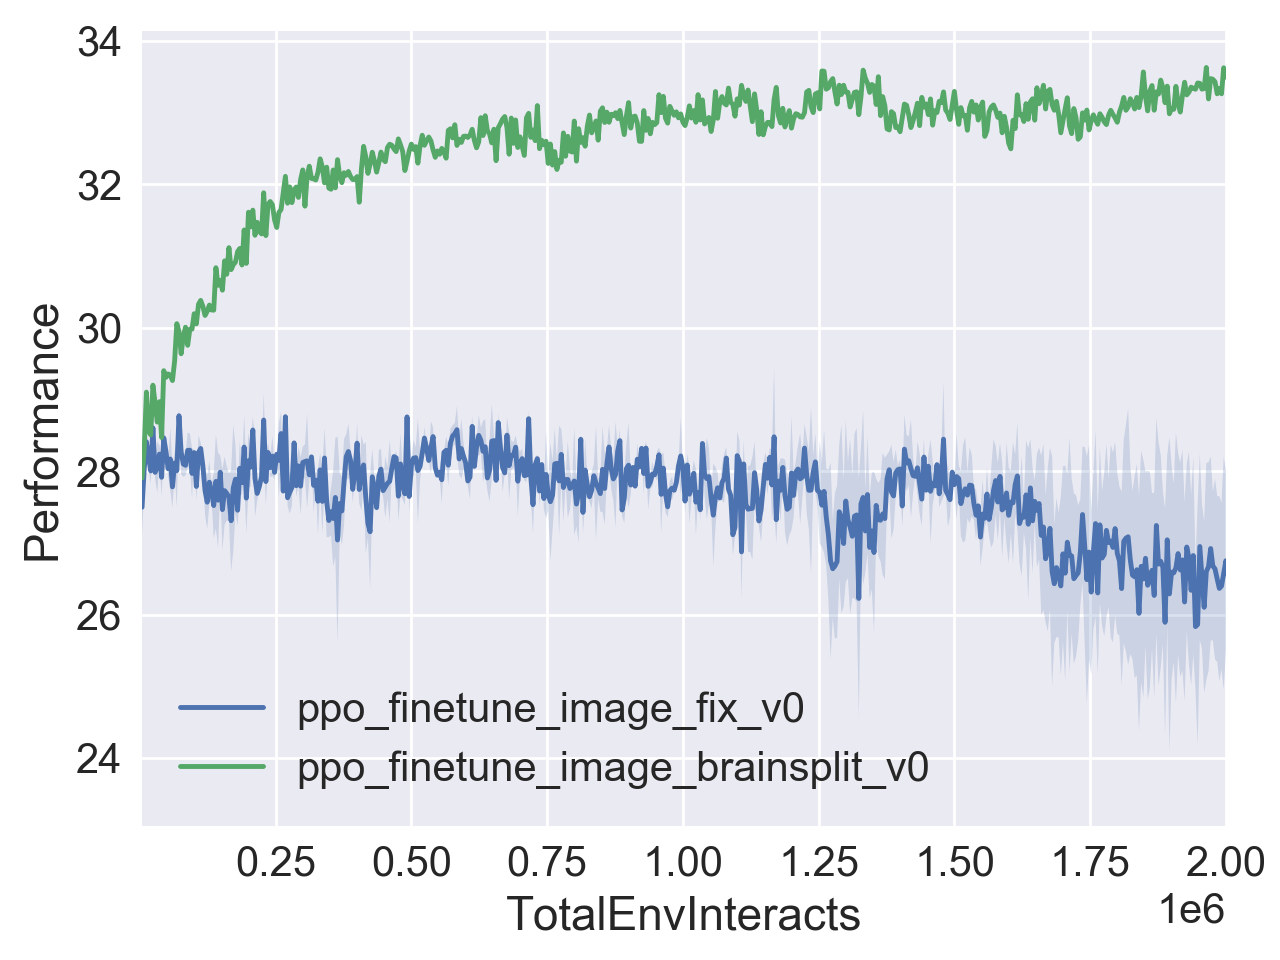 34
32
30
28
26
24
Performance
ppo_finetune_image_fix_v0
ppo_finetune_image_brainsplit_v0
0.25 0.50 0.75 1.00 1.25 1.50 1.75 2.00
1e6
TotalEnvInteracts